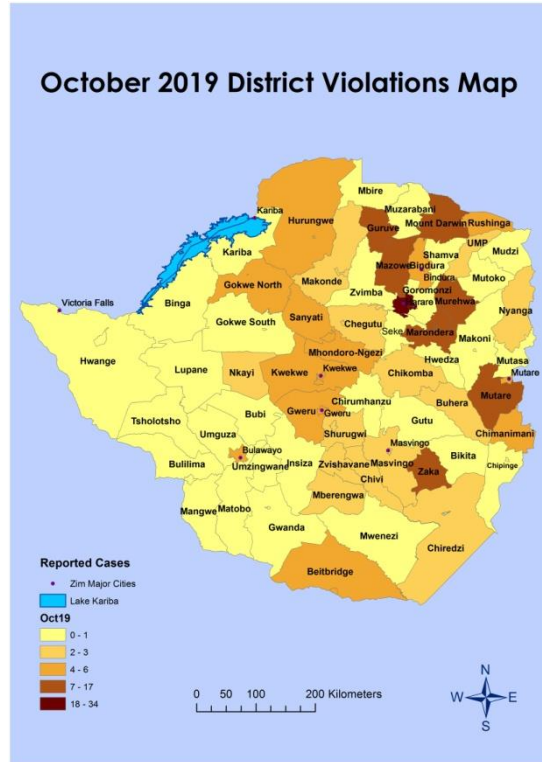 October 2019 District Violations Map
Mbire
Kariba
Muzarabani
Hurungwe
Mount Darwin
Rushinga
Guruve
UMP
Kariba
Shamva
Mudzi
Mazowe
Bindura
Bindura
Makonde
Gokwe North
Mutoko
Goromonzi
Zvimba
Victoria Falls
Binga
Harare
Murehwa
Nyanga
Sanyati
Gokwe South
Chegutu
Seke
Marondera
Makoni
Mhondoro-Ngezi
Hwedza
Mutasa
Hwange
Lupane
Nkayi
Kwekwe
Kwekwe
Chikomba
Mutare
Mutare
Chirumhanzu
Buhera
Tsholotsho
Bubi
Gweru
Gweru
Gutu
Chimanimani
Umguza
Shurugwi
Masvingo
Bulawayo
Bikita
Bulilima
Umzingwane
Insiza
Zvishavane
Masvingo
Zaka
Chipinge
Chivi
Mberengwa
Mangwe
Matobo
Gwanda
Mwenezi
Chiredzi
Beitbridge
Reported Cases
Zim Major Cities
Lake Kariba
Oct19
0 - 1
2 - 3
4 - 6
7 - 17
18 - 34
0 50 100 200 Kilometers
N
W E
S